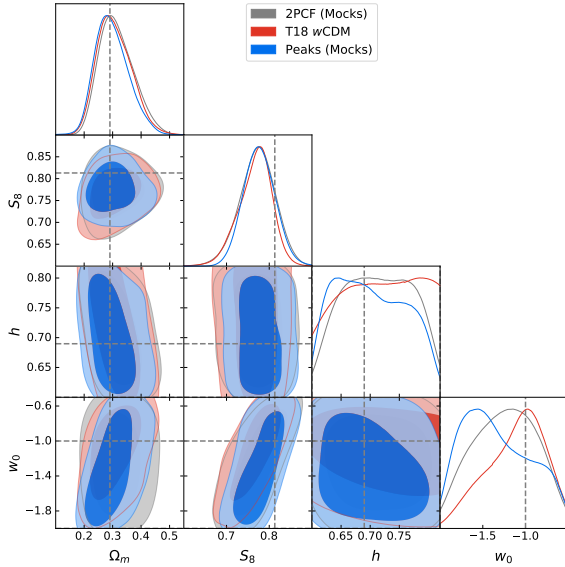 2PCF (Mocks)
T18 wCDM
Peaks (Mocks)
0.85
0.80
S₈
0.75
0.70
0.65
0.80
0.75
h
0.70
0.65
−0.6
−1.0
w₀
−1.4
−1.8
0.2 0.3 0.4 0.5
0.7 0.8
0.65 0.70 0.75
−1.5 −1.0
Ωₘ S₈ h w₀